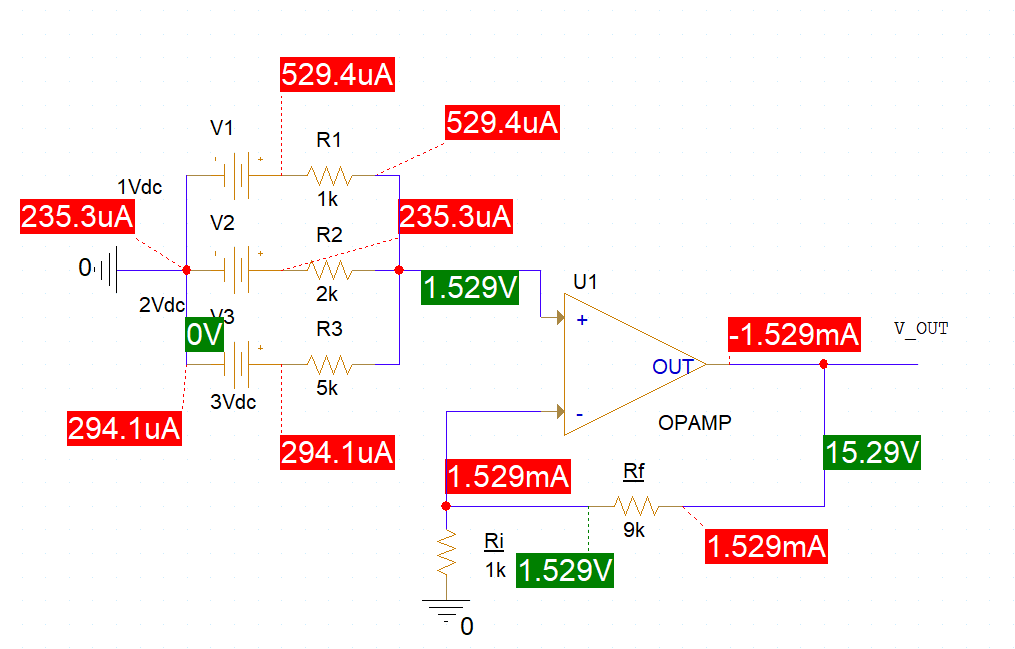 529.4uA
529.4uA
V1
R1
1Vdc
1k
235.3uA
V2
R2
235.3uA
0
2Vdc
2k
1.529V
U1
V3
0V
R3
+
-1.529mA
V_OUT
5k
OUT
3Vdc
-
OPAMP
294.1uA
294.1uA
15.29V
1.529mA
Rf
9k
1.529mA
Ri
1k
1.529V
0